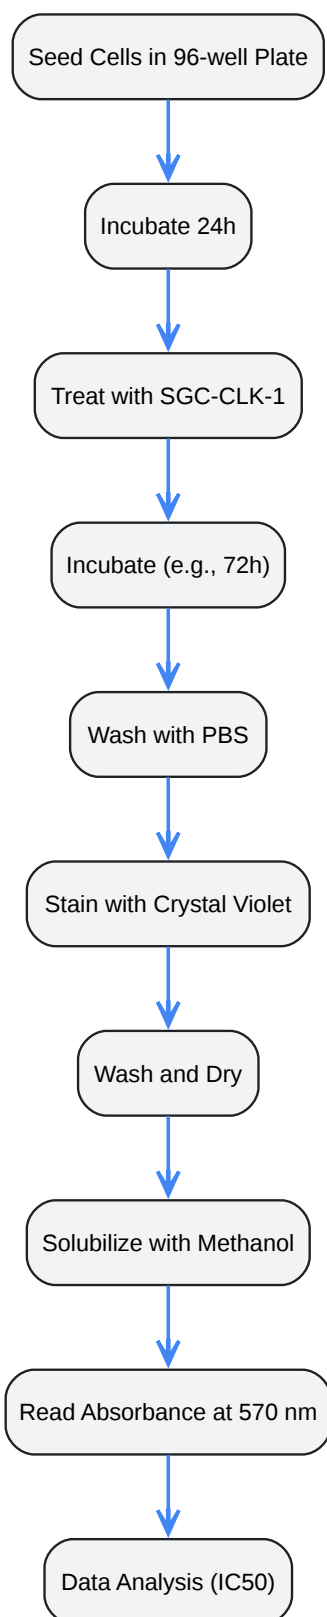 Seed Cells in 96-well Plate
Incubate 24h
Treat with SGC-CLK-1
Incubate (e.g., 72h)
Wash with PBS
Stain with Crystal Violet
Wash and Dry
Solubilize with Methanol
Read Absorbance at 570 nm
Data Analysis (IC50)